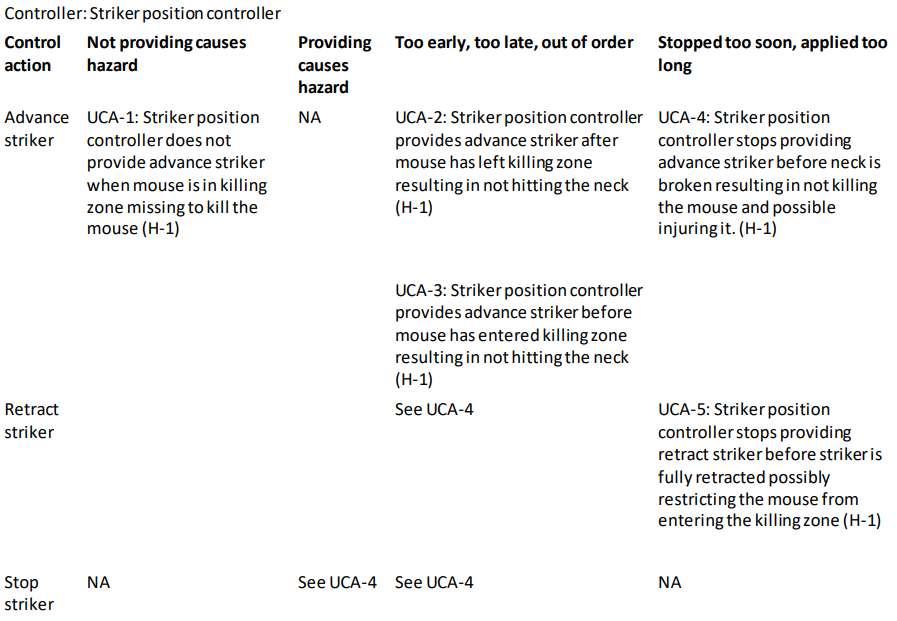 Controller: Striker position controller
Control action
Not providing causes hazard
Providing causes hazard
Too early, too late, out of order
Stopped too soon, applied too long
Advance striker
UCA-1: Striker position
controller does not
provide advance striker
when mouse is in killing
zone missing to kill the
mouse (H-1)
NA
UCA-2: Striker position controller
provides advance striker after
mouse has left killing zone
resulting in not hitting the neck
(H-1)
UCA-4: Striker position
controller stops providing
advance striker before neck is
broken resulting in not killing
the mouse and possible
injuring it. (H-1)
UCA-3: Striker position controller
provides advance striker before
mouse has entered killing zone
resulting in not hitting the neck
(H-1)
Retract
striker
See UCA-4
UCA-5: Striker position
controller stops providing
retract striker before striker is
fully retracted possibly
restricting the mouse from
entering the killing zone (H-1)
Stop
striker
NA
See UCA-4
See UCA-4
NA